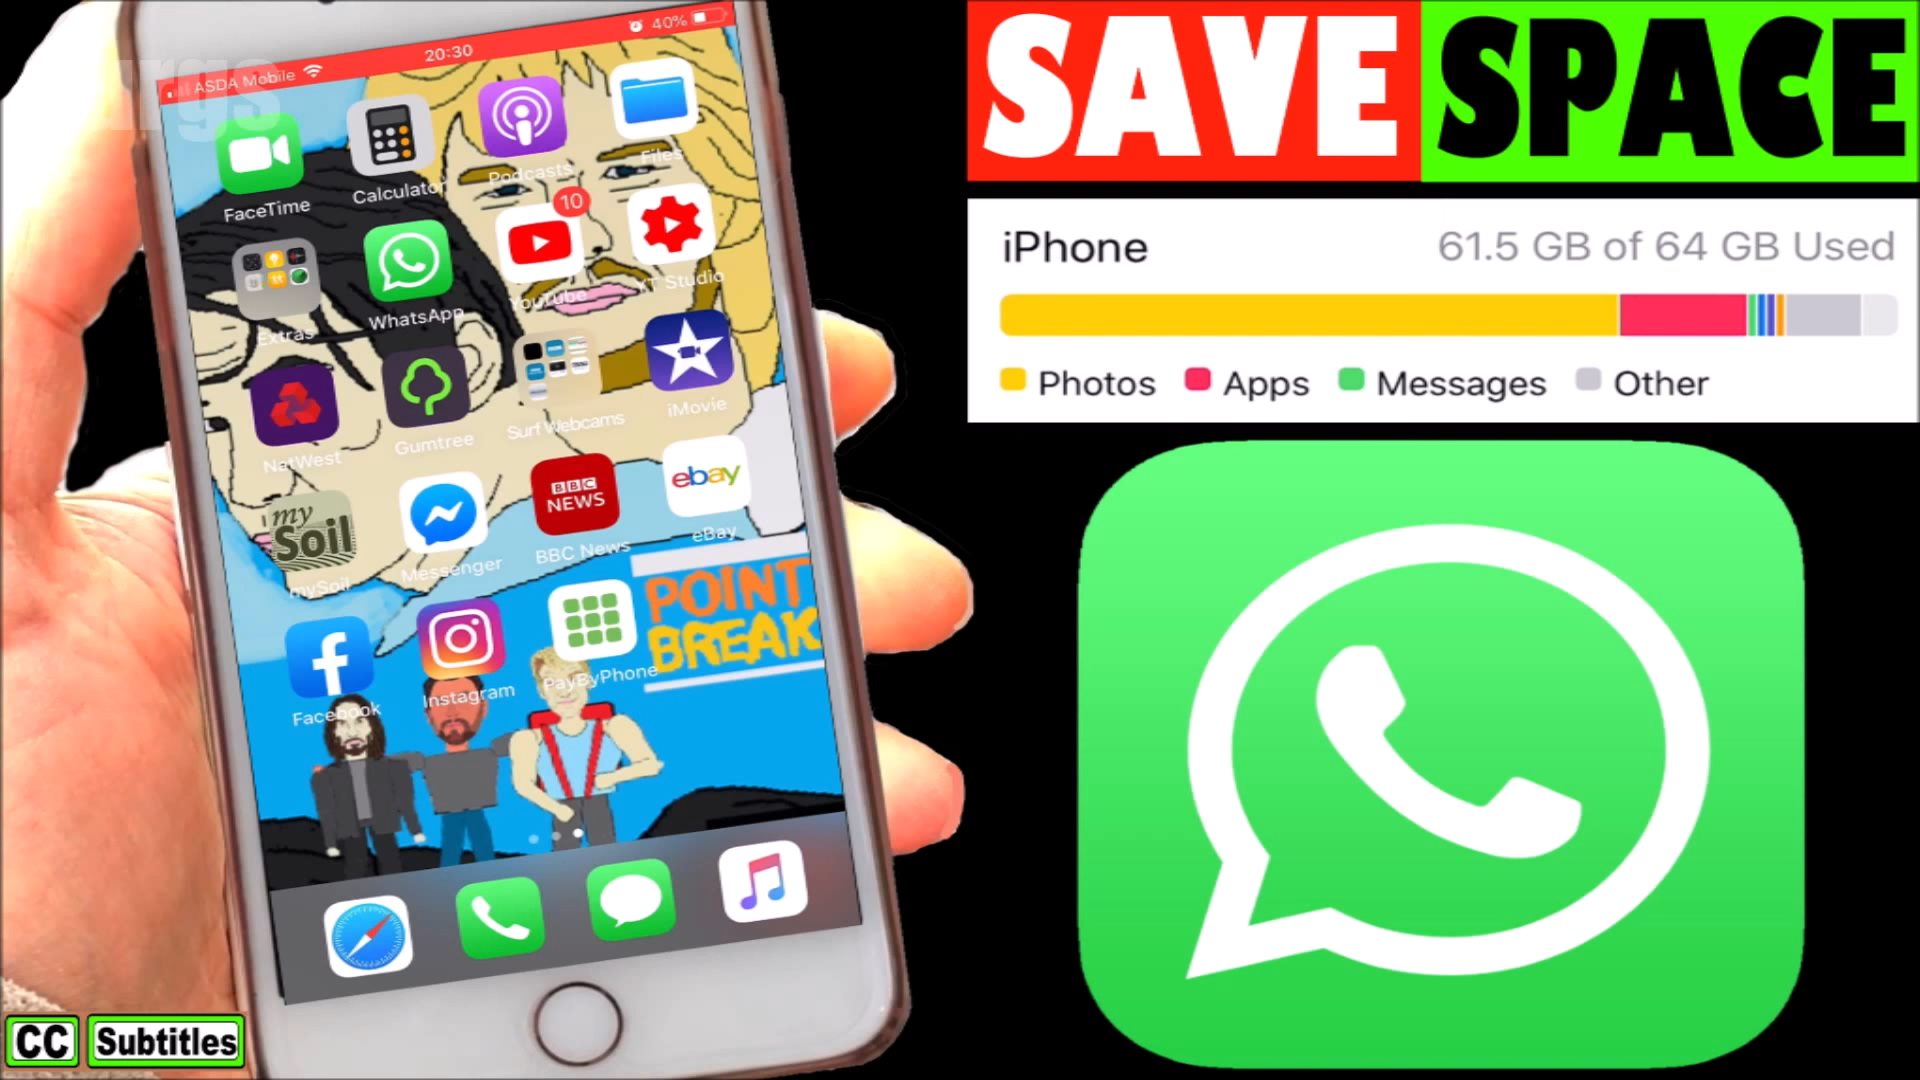 SAVE SPACE
iPhone 61.5 GB of 64 GB Used
Photos Apps Messages Other
ASDA Mobile 20:30 40%
urgs
FaceTime Calculator Podcasts Files
10
Extras WhatsApp YouTube YT Studio
NatWest Gumtree Surf Webcams iMovie
my
Soil
BBC
NEWS
ebay
mySoil Messenger BBC News eBay
POINT
BREAK
Facebook Instagram PayByPhone
CC Subtitles